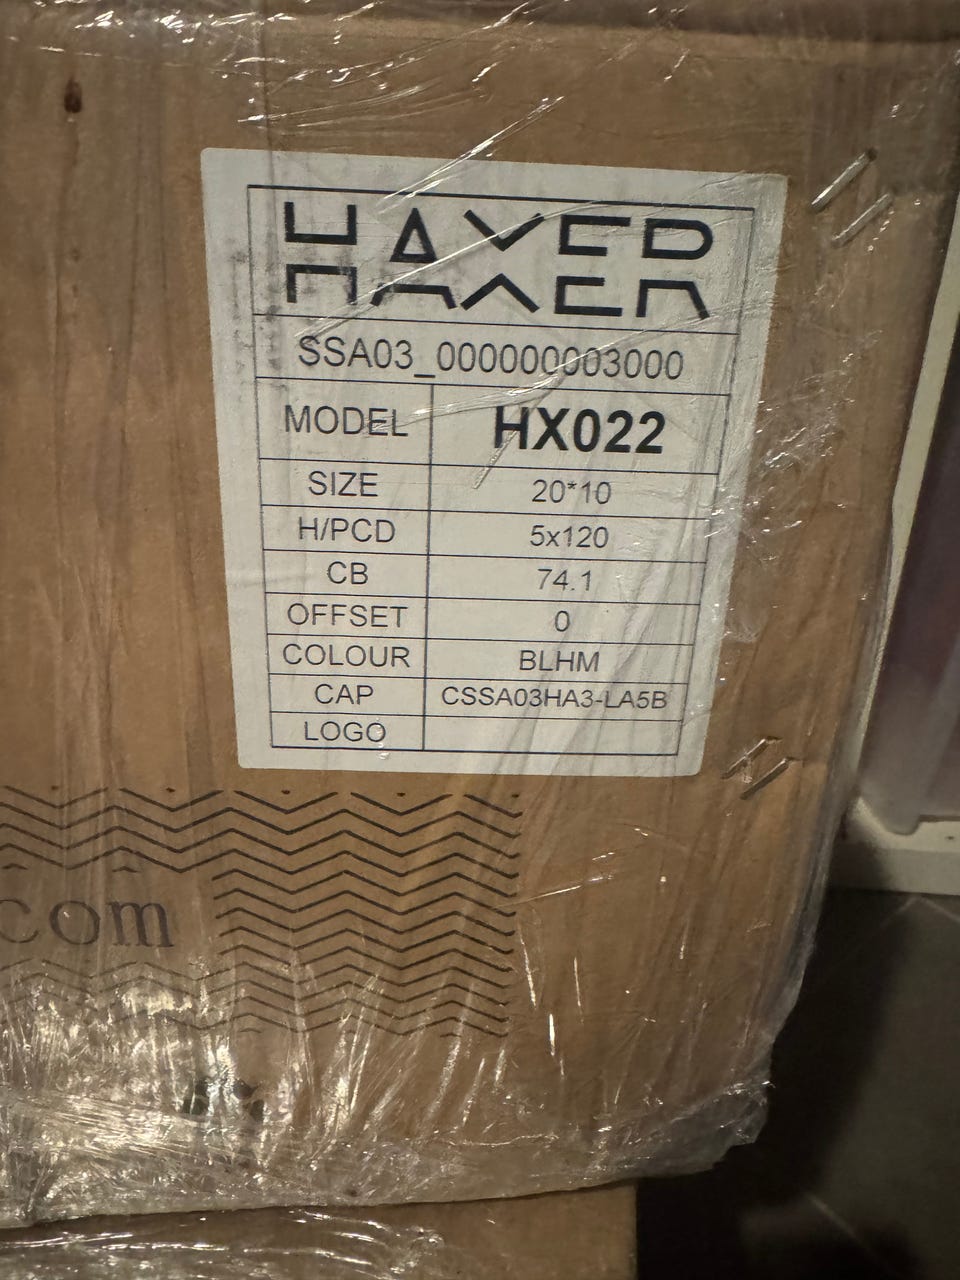 HAXER
SSA03_000000003000
MODEL HX022
SIZE 20*10
H/PCD 5x120
CB 74.1
OFFSET 0
COLOUR BLHM
CAP CSSA03HA3-LA5B
LOGO
com